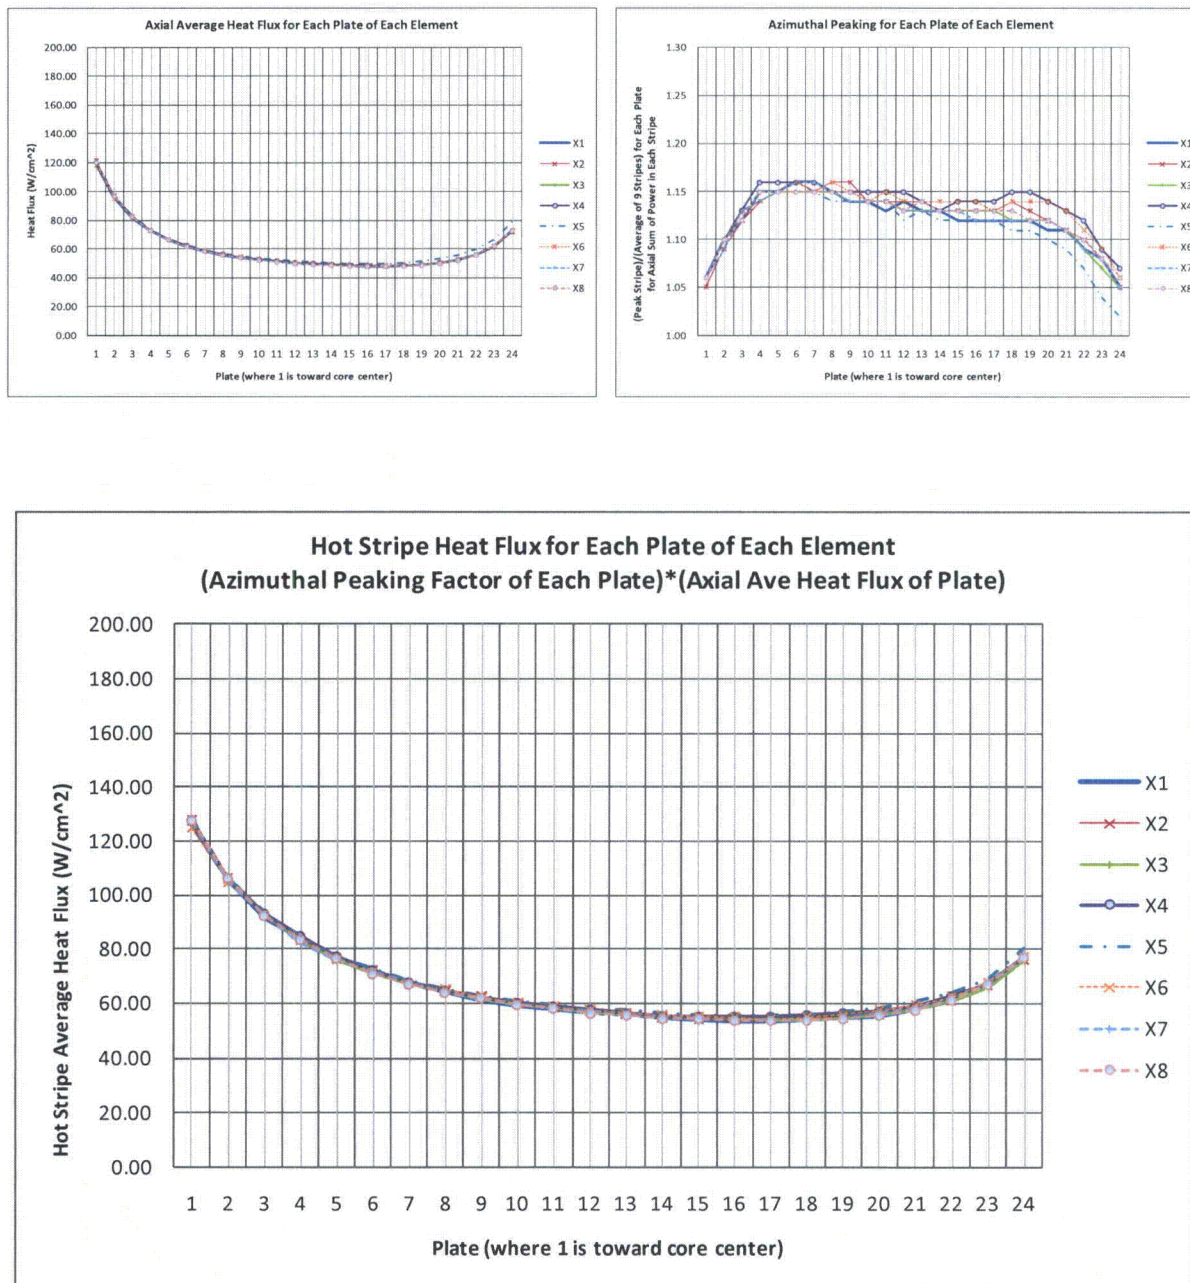 Axial Average Heat Flux for Each Plate of Each Element
200.00
180.00
160.00
140.00
120.00
100.00
80.00
60.00
40.00
20.00
0.00
Heat Flux (W/cm^2)
1 2 3 4 5 6 7 8 9 10 11 12 13 14 15 16 17 18 19 20 21 22 23 24
Plate (where 1 is toward core center)
X1
X2
X3
X4
X5
X6
X7
X8
Azimuthal Peaking for Each Plate of Each Element
1.30
1.25
1.20
1.15
1.10
1.05
1.00
(Peak Stripe)/(Average of 9 Stripes) for Each Plate
for Axial Sum of Power in Each Stripe
1 2 3 4 5 6 7 8 9 10 11 12 13 14 15 16 17 18 19 20 21 22 23 24
Plate (where 1 is toward core center)
X1
X2
X3
X4
X5
X6
X7
X8
Hot Stripe Heat Flux for Each Plate of Each Element
(Azimuthal Peaking Factor of Each Plate)*(Axial Ave Heat Flux of Plate)
200.00
180.00
160.00
140.00
120.00
100.00
80.00
60.00
40.00
20.00
0.00
Hot Stripe Average Heat Flux (W/cm^2)
1 2 3 4 5 6 7 8 9 10 11 12 13 14 15 16 17 18 19 20 21 22 23 24
Plate (where 1 is toward core center)
X1
X2
X3
X4
X5
X6
X7
X8